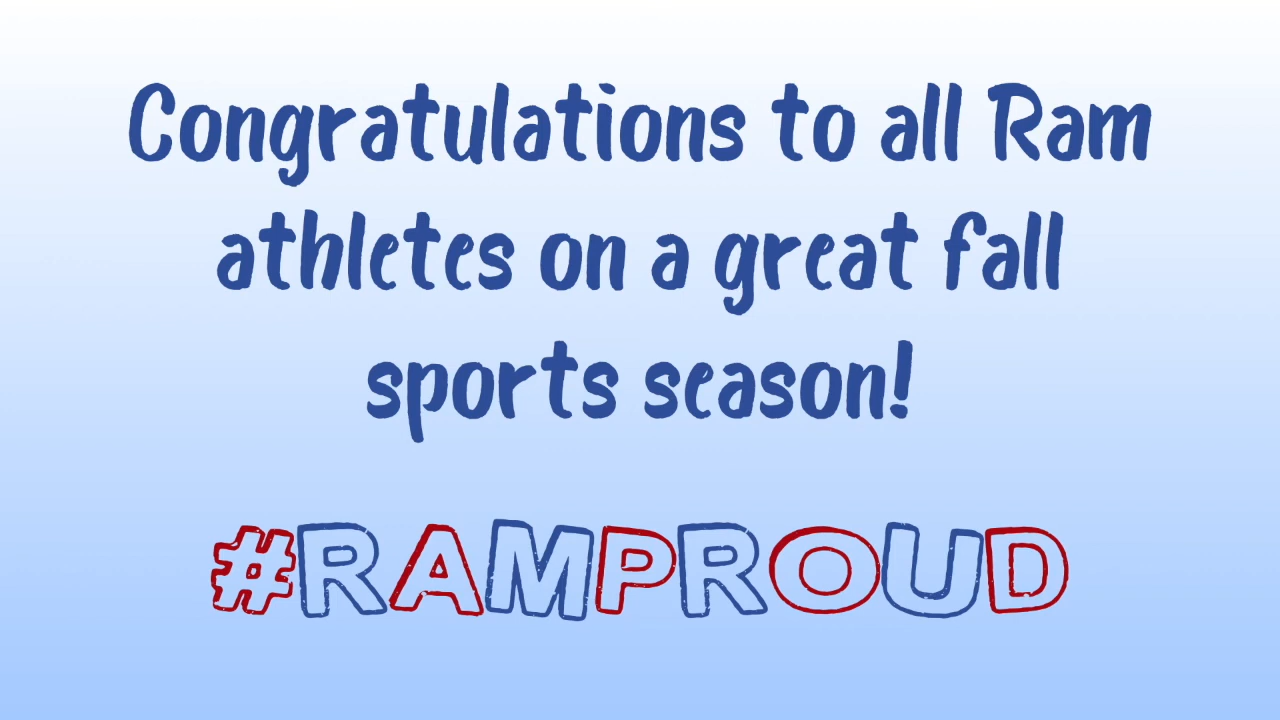 Congratulations to all Ram
athletes on a great fall
sports season!
#RAMPROUD